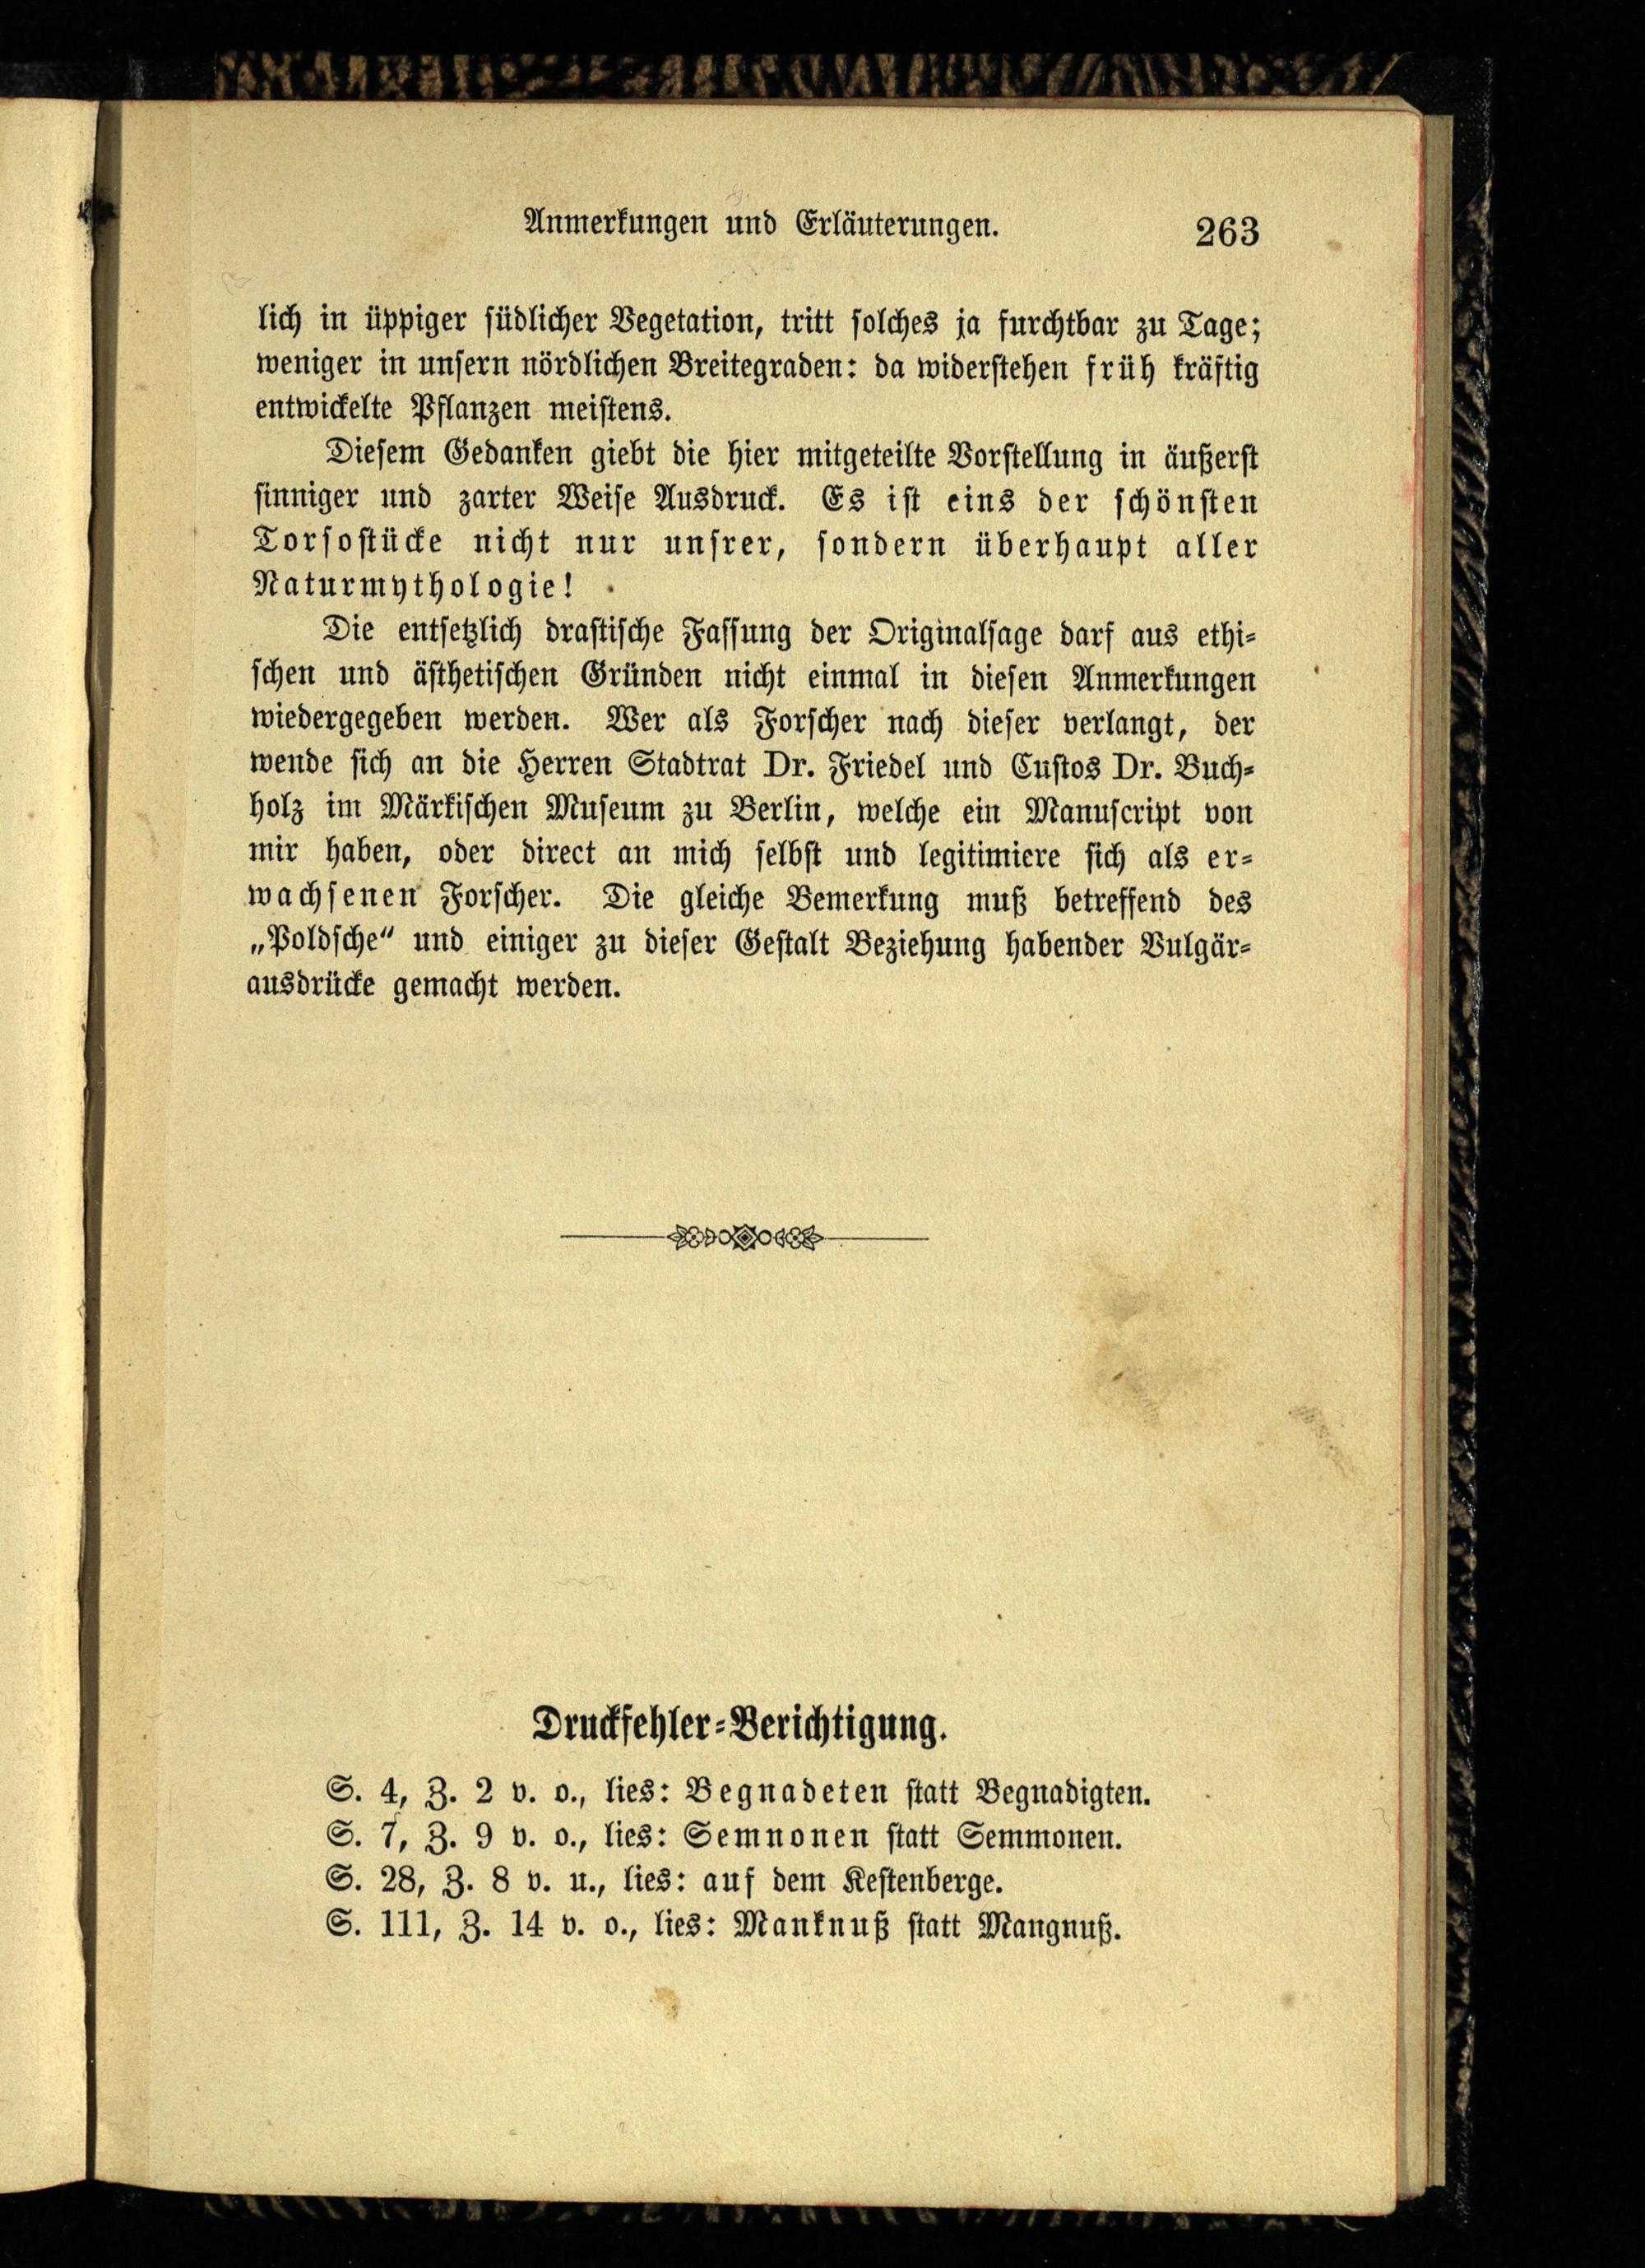 Anmerkungen und Erläuterungen. 263
lich in üppiger südlicher Vegetation, tritt solches ja furchtbar zu Tage;
weniger in unsern nördlichen Breitegraden: da widerstehen früh kräftig
entwickelte Pflanzen meistens.
Diesem Gedanken giebt die hier mitgeteilte Vorstellung in äußerst
sinniger und zarter Weise Ausdruck. Es ist eins der schönsten
Torsostücke nicht nur unsrer, sondern überhaupt aller
Naturmythologie!
Die entsetzlich drastische Fassung der Originalsage darf aus ethi-
schen und ästhetischen Gründen nicht einmal in diesen Anmerkungen
wiedergegeben werden. Wer als Forscher nach dieser verlangt, der
wende sich an die Herren Stadtrat Dr. Friedel und Custos Dr. Buch-
holz im Märkischen Museum zu Berlin, welche ein Manuscript von
mir haben, oder direct an mich selbst und legitimiere sich als er-
wachsenen Forscher. Die gleiche Bemerkung muß betreffend des
„Poldsche“ und einiger zu dieser Gestalt Beziehung habender Vulgär-
ausdrücke gemacht werden.
Druckfehler-Berichtigung.
S. 4, Z. 2 v. o., lies: Begnadeten statt Begnadigten.
S. 7, Z. 9 v. o., lies: Semnonen statt Semmonen.
S. 28, Z. 8 v. u., lies: auf dem Kestenberge.
S. 111, Z. 14 v. o., lies: Manknuß statt Mangnuß.